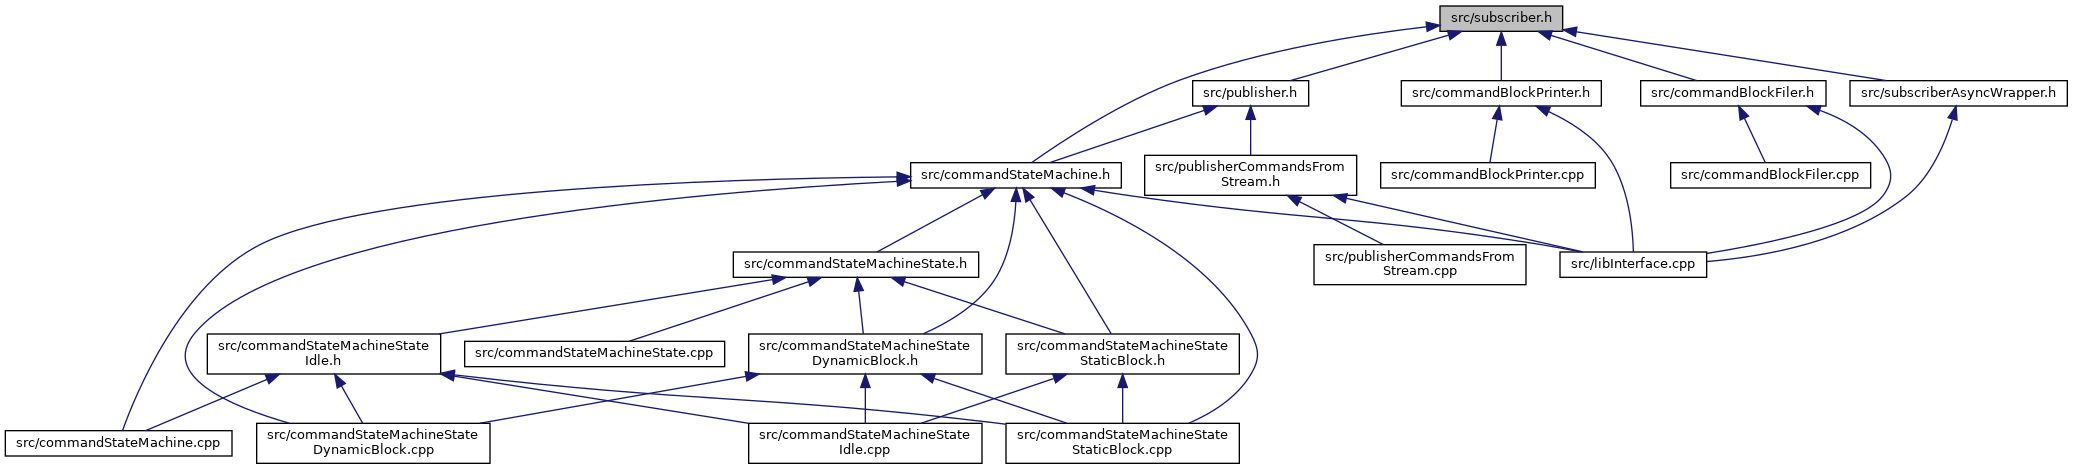 src/subscriber.h
src/publisher.h
src/commandBlockPrinter.h
src/commandBlockFiler.h
src/subscriberAsyncWrapper.h
src/commandStateMachine.h
src/publisherCommandsFrom
Stream.h
src/commandBlockPrinter.cpp
src/commandBlockFiler.cpp
src/commandStateMachineState.h
src/publisherCommandsFrom
Stream.cpp
src/libInterface.cpp
src/commandStateMachineState
Idle.h
src/commandStateMachineState.cpp
src/commandStateMachineState
DynamicBlock.h
src/commandStateMachineState
StaticBlock.h
src/commandStateMachine.cpp
src/commandStateMachineState
DynamicBlock.cpp
src/commandStateMachineState
Idle.cpp
src/commandStateMachineState
StaticBlock.cpp